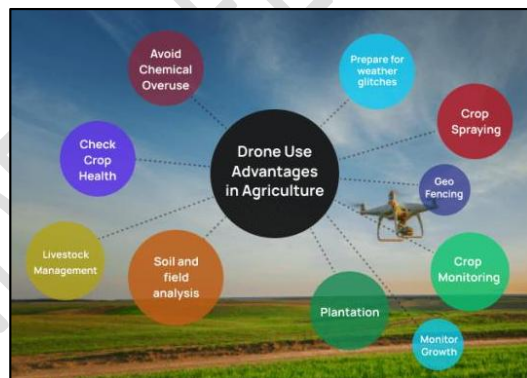 Avoid
Chemical
Overuse
Prepare for
weather
glitches
Crop
Spraying
Check
Crop
Health
Drone Use
Advantages
in Agriculture
Geo
Fencing
Livestock
Management
Soil and
field
analysis
Crop
Monitoring
Plantation
Monitor
Growth